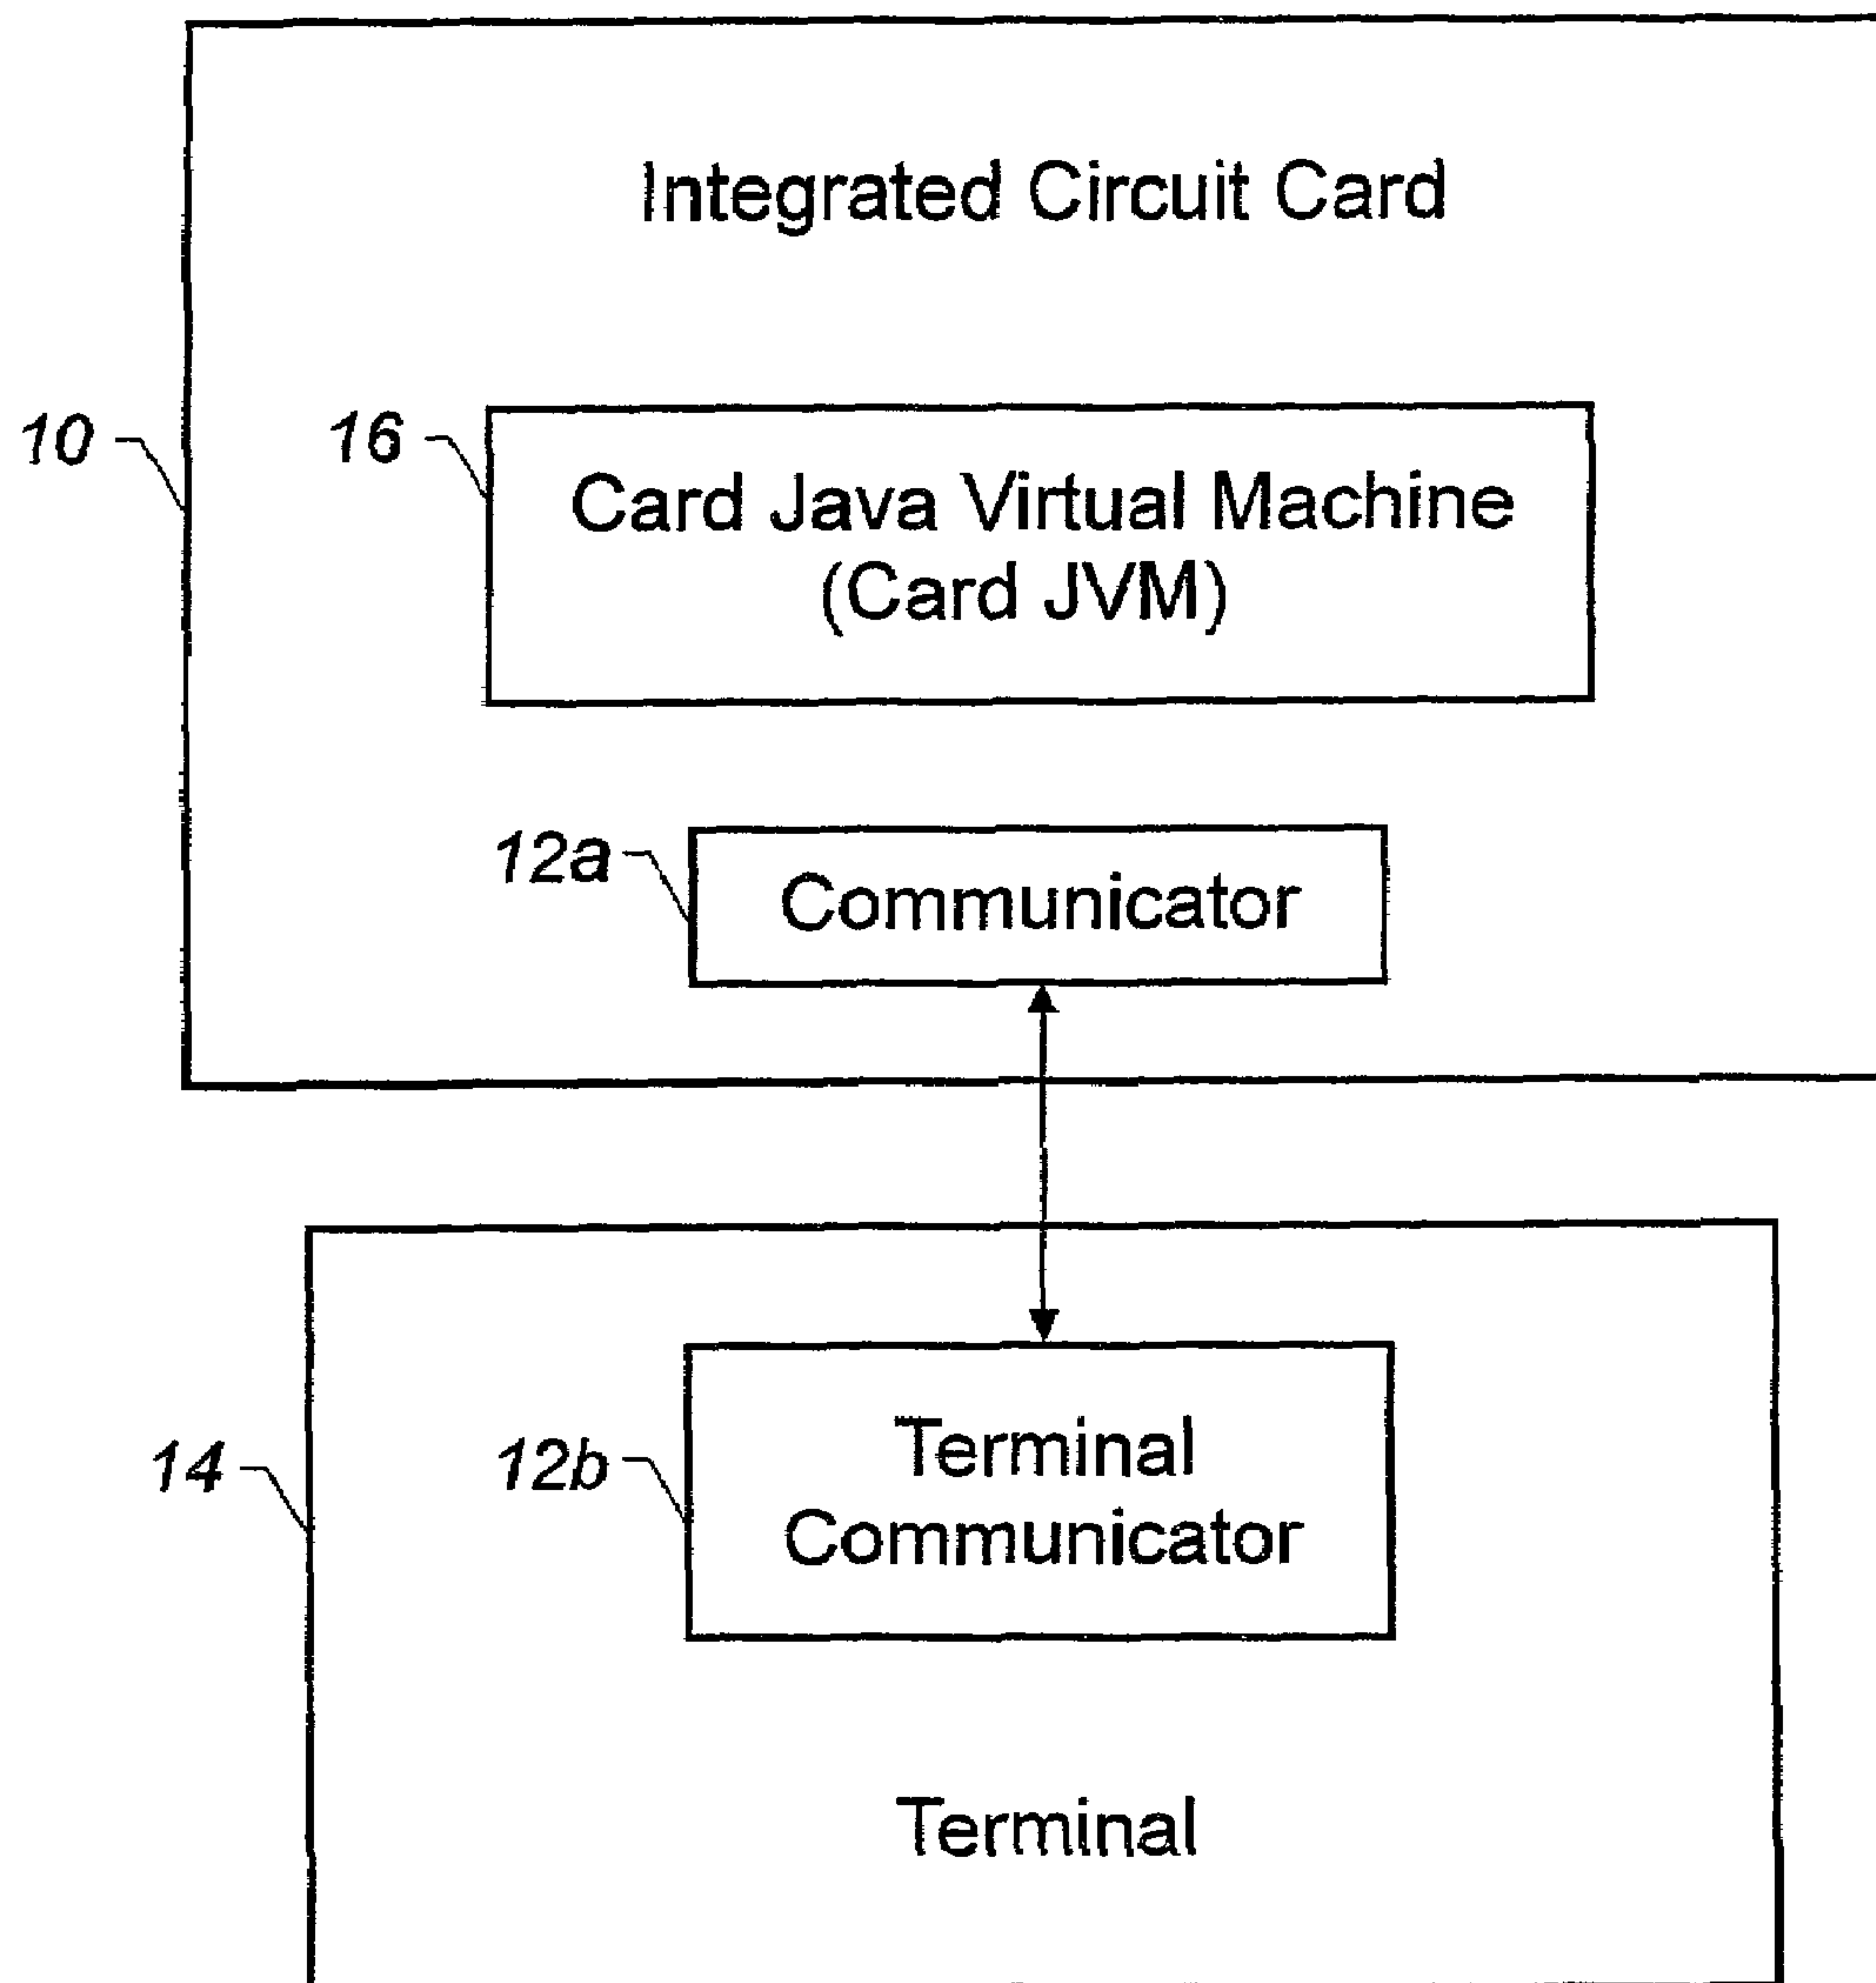 Integrated Circuit Card
10
16
Card Java Virtual Machine
(Card JVM)
12a
Communicator
14
12b
Terminal
Communicator
Terminal